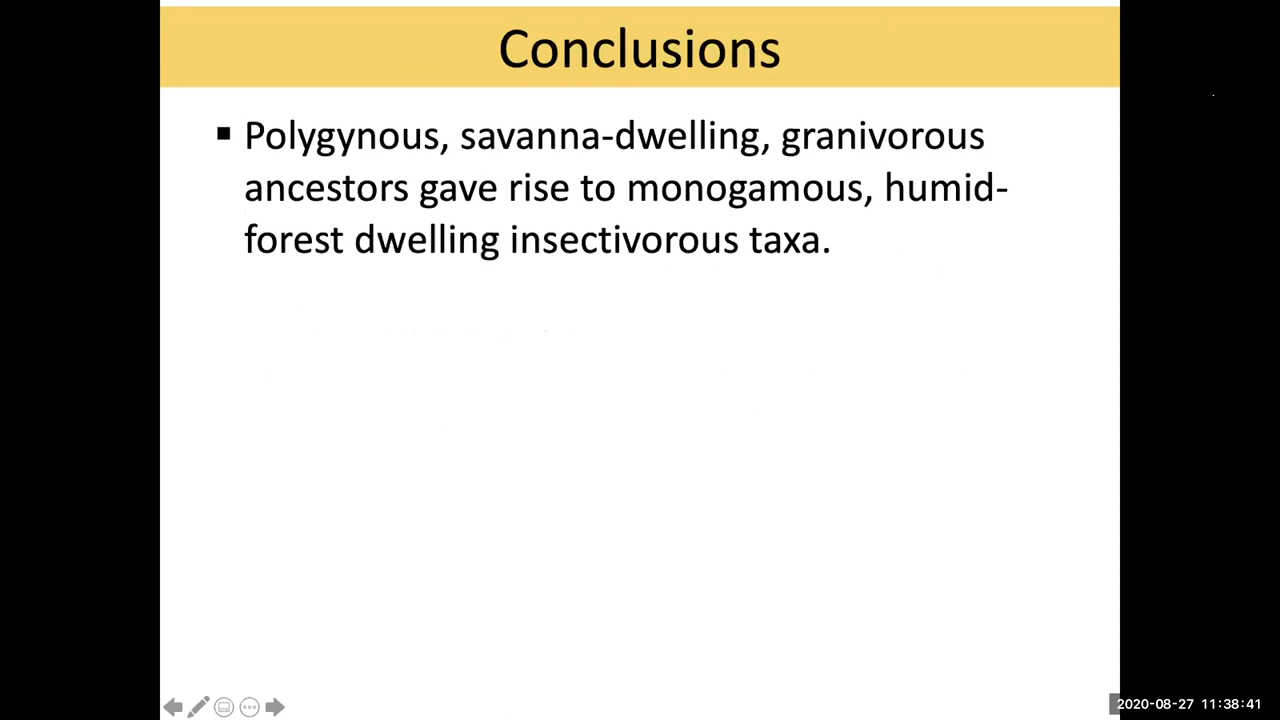 Conclusions
▪ Polygynous, savanna-dwelling, granivorous
ancestors gave rise to monogamous, humid-
forest dwelling insectivorous taxa.
2020-08-27 11:38:41